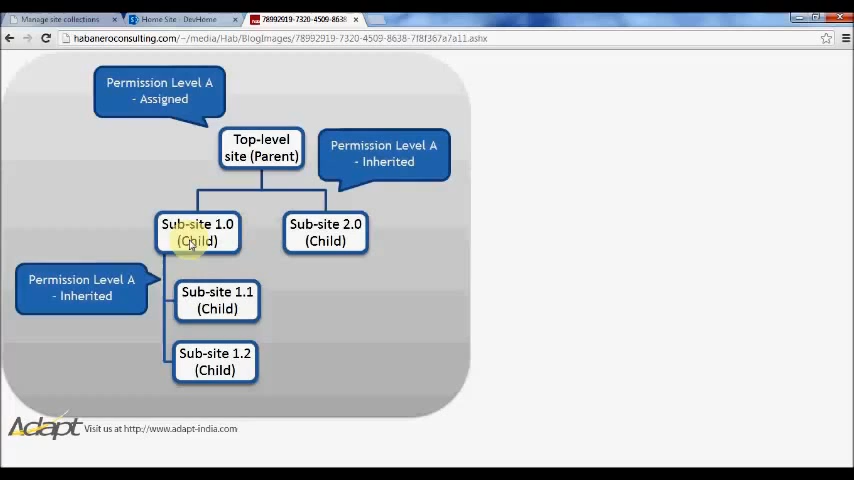 Manage site collections
Home Site : DevHome
78992919-7320-4509-8638-
habaneroconsulting.com/~/media/Hab/BlogImages/78992919-7320-4509-8638-7f8f367a7a11.ashx
Permission Level A
- Assigned
Top-level
site (Parent)
Permission Level A
- Inherited
Sub-site 1.0
(Child)
Sub-site 2.0
(Child)
Permission Level A
- Inherited
Sub-site 1.1
(Child)
Sub-site 1.2
(Child)
Adapt
Visit us at http://www.adapt-india.com